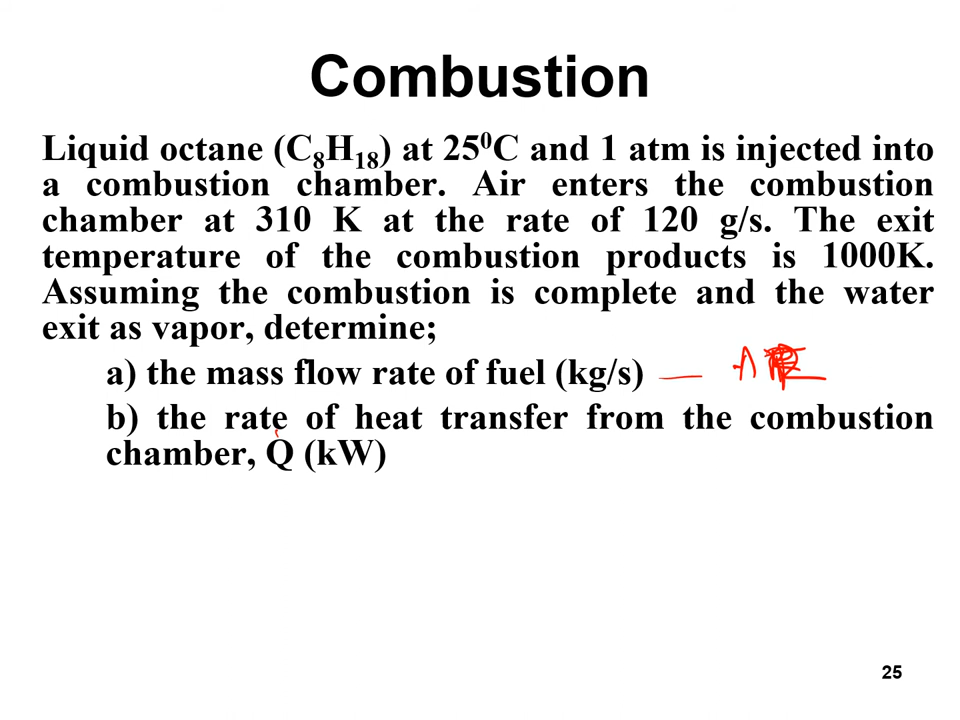 Combustion
Liquid octane (C₈H₁₈) at 25⁰C and 1 atm is injected into
a combustion chamber. Air enters the combustion
chamber at 310 K at the rate of 120 g/s. The exit
temperature of the combustion products is 1000K.
Assuming the combustion is complete and the water
exit as vapor, determine;
a) the mass flow rate of fuel (kg/s)
b) the rate of heat transfer from the combustion
chamber, Q̇ (kW)
25